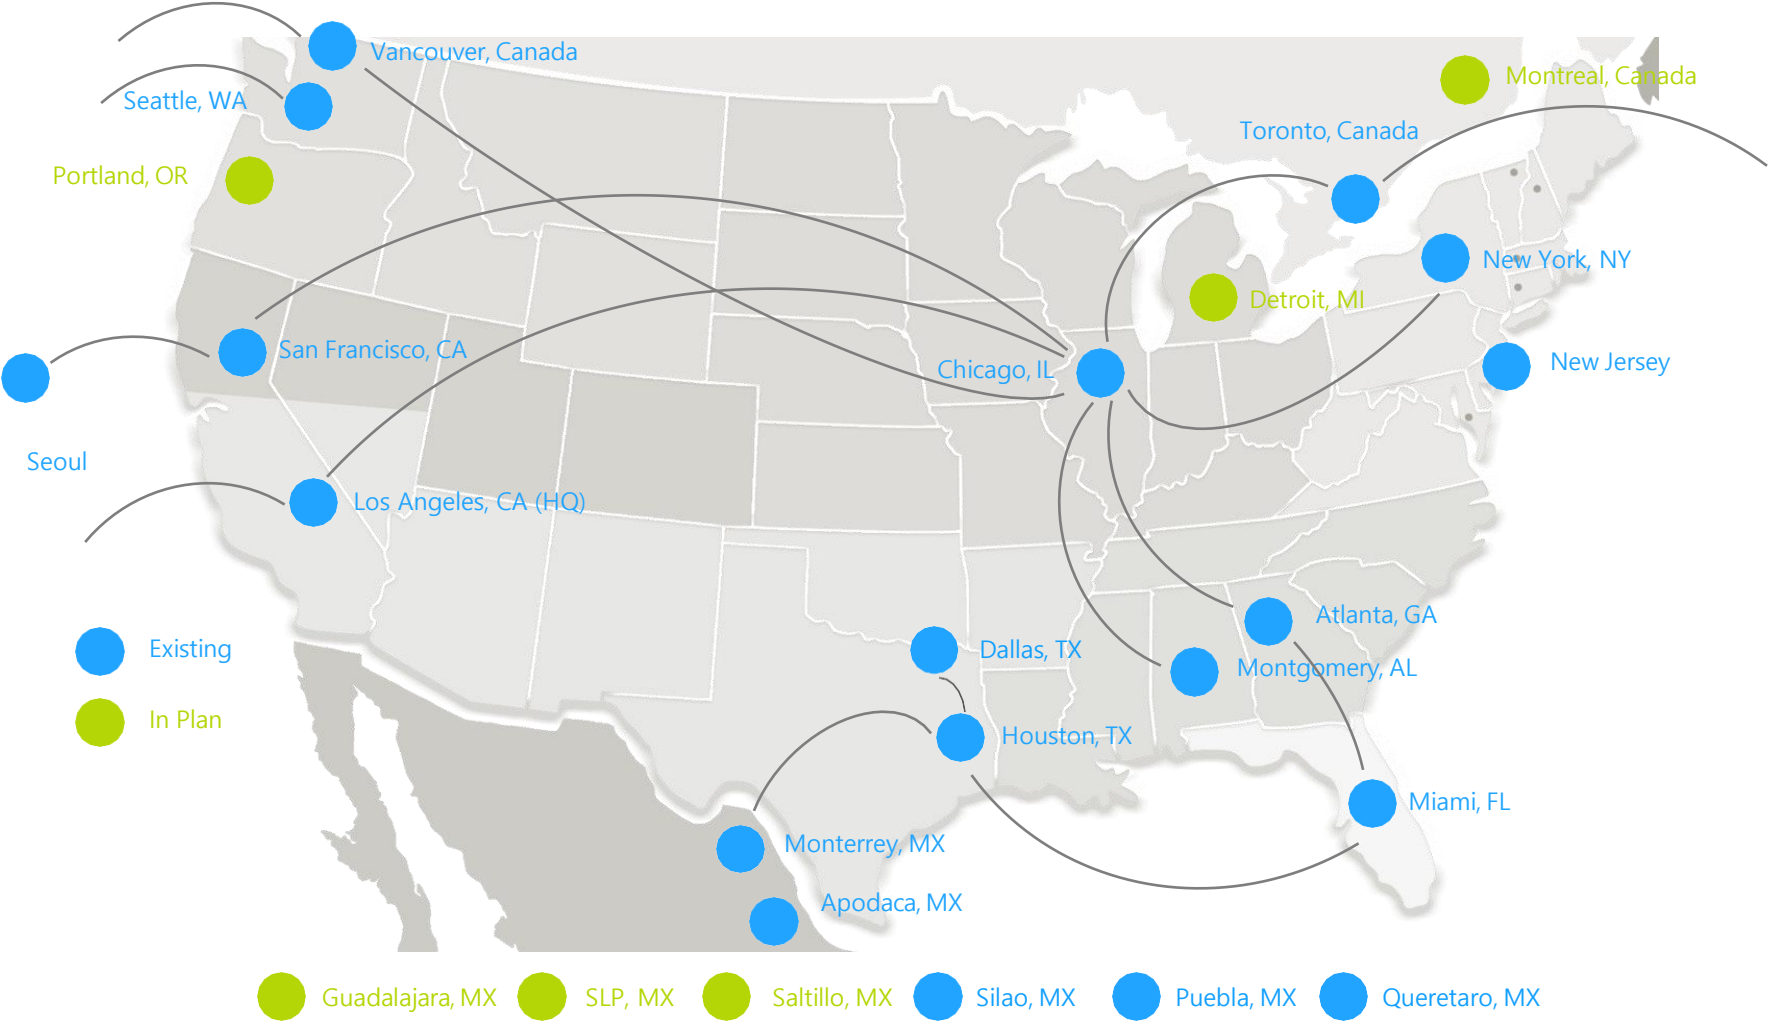 Vancouver, Canada
Montreal, Canada
Seattle, WA
Toronto, Canada
Portland, OR
New York, NY
Detroit, MI
San Francisco, CA
Chicago, IL
New Jersey
Seoul
Los Angeles, CA (HQ)
Atlanta, GA
Existing
Dallas, TX
Montgomery, AL
In Plan
Houston, TX
Miami, FL
Monterrey, MX
Apodaca, MX
Guadalajara, MX
SLP, MX
Saltillo, MX
Silao, MX
Puebla, MX
Queretaro, MX